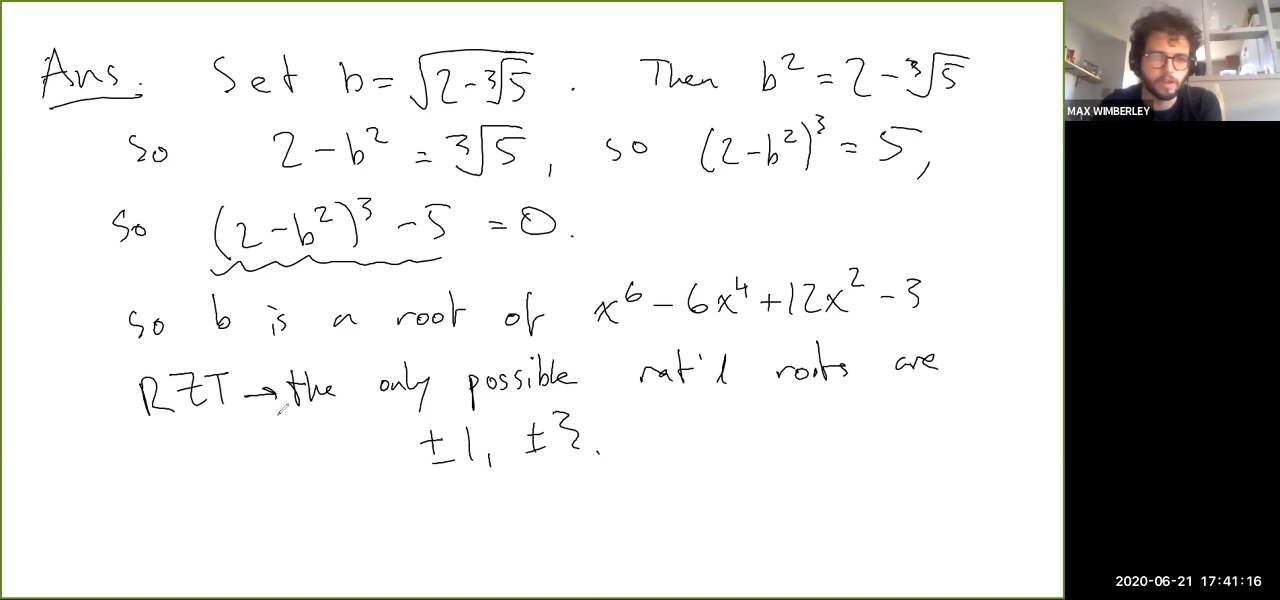 Ans. Set b = √(2 - ∛5). Then b² = 2 - ∛5
So 2 - b² = ∛5, so (2-b²)³ = 5,
So (2-b²)³ - 5 = 0.
So b is a root of x⁶ - 6x⁴ + 12x² - 3
RZT → the only possible rat'l roots are
±1, ±3.
MAX WIMBERLEY
2020-06-21 17:41:16